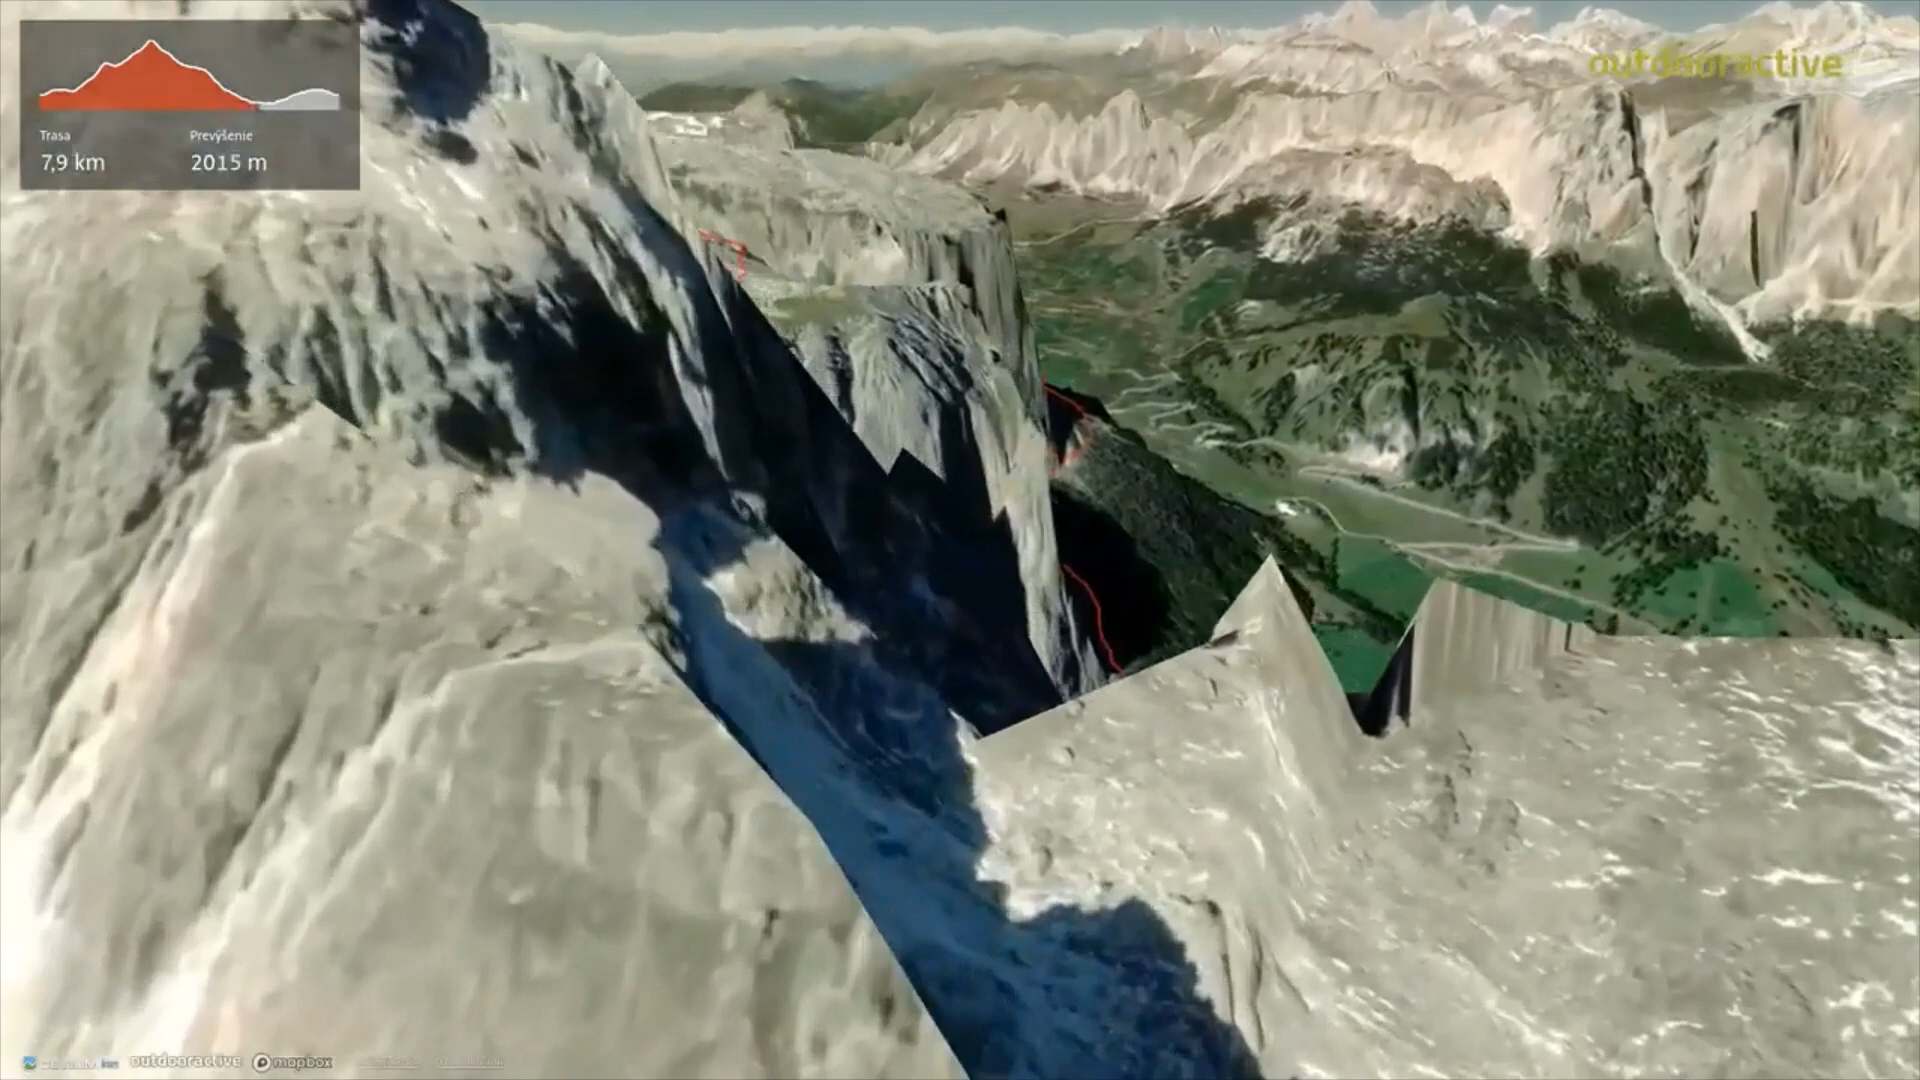 outdooractive
Trasa Prevýšenie
7,9 km 2015 m
outdooractive mapbox